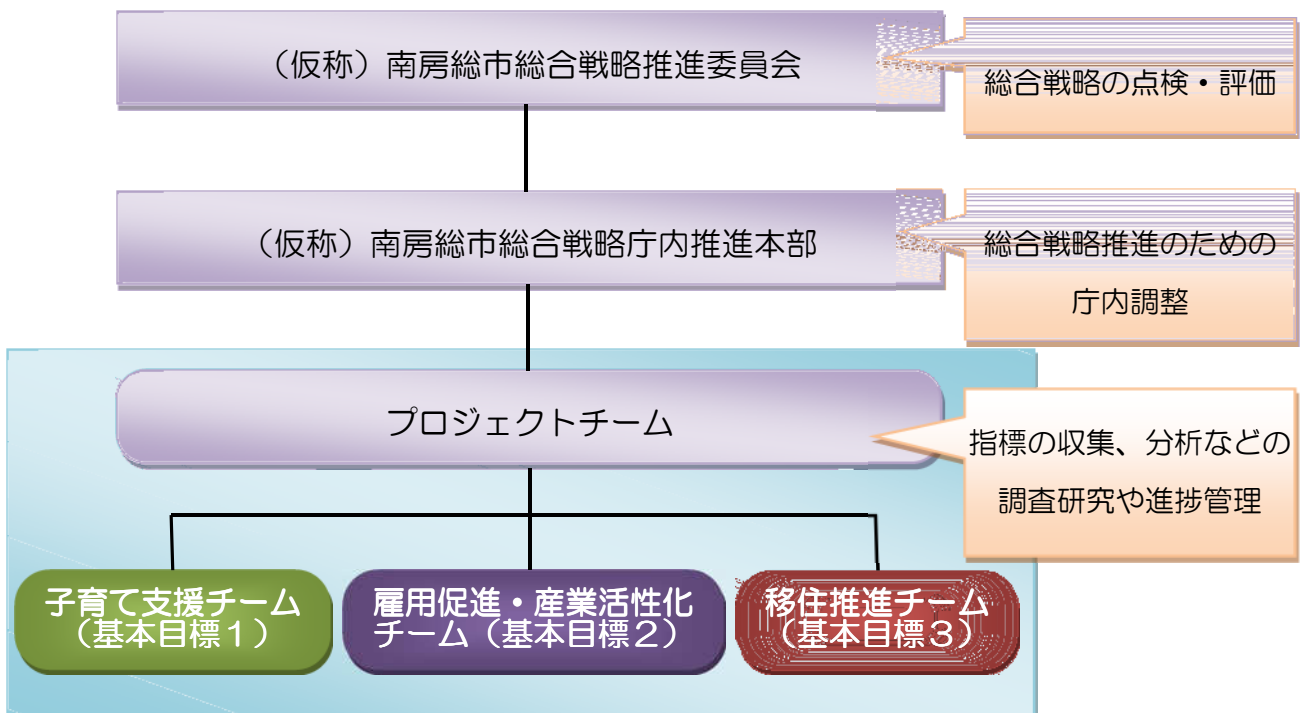 （仮称）南房総市総合戦略推進委員会
総合戦略の点検・評価
（仮称）南房総市総合戦略庁内推進本部
総合戦略推進のための
庁内調整
プロジェクトチーム
指標の収集、分析などの
調査研究や進捗管理
子育て支援チーム
（基本目標１）
雇用促進・産業活性化
チーム（基本目標２）
移住推進チーム
（基本目標３）